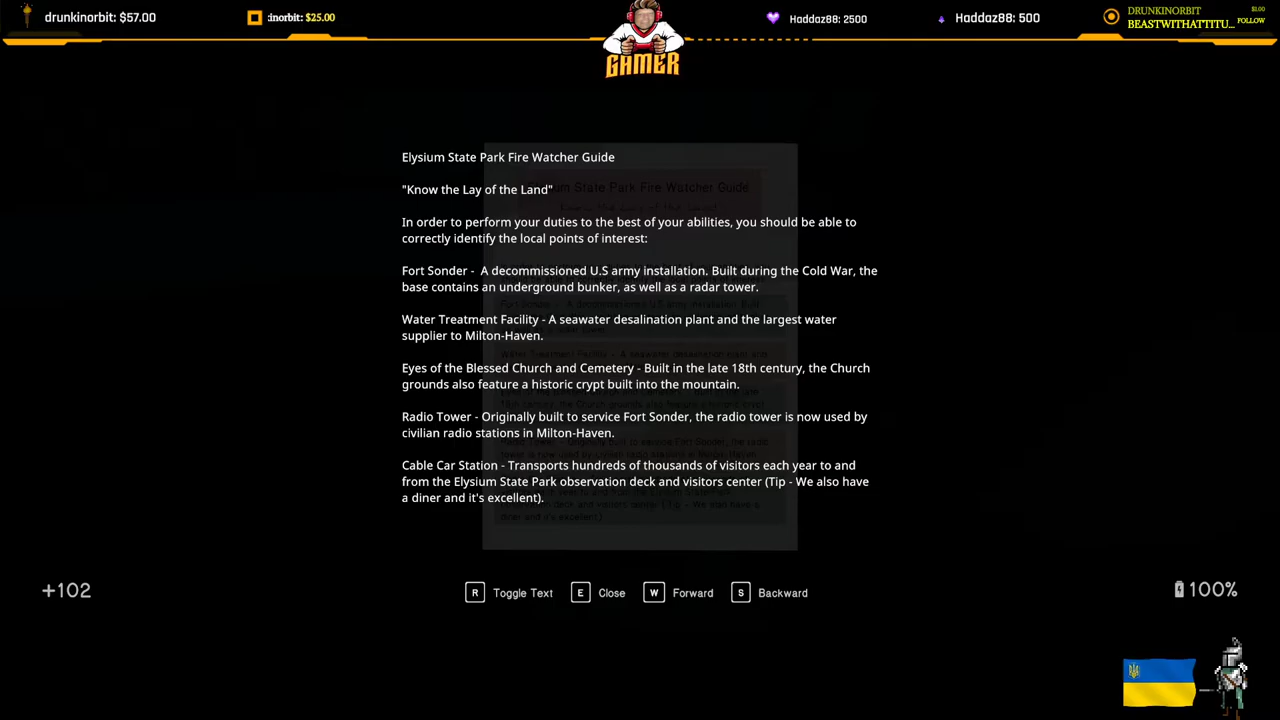 drunkinorbit: $57.00
:inorbit: $25.00
Haddaz88: 2500
Haddaz88: 500
DRUNKINORBIT
$1.00
BEASTWITHATTITU...
FOLLOW
GAMER
Elysium State Park Fire Watcher Guide
"Know the Lay of the Land"
In order to perform your duties to the best of your abilities, you should be able to
correctly identify the local points of interest:
Fort Sonder -  A decommissioned U.S army installation. Built during the Cold War, the
base contains an underground bunker, as well as a radar tower.
Water Treatment Facility - A seawater desalination plant and the largest water
supplier to Milton-Haven.
Eyes of the Blessed Church and Cemetery - Built in the late 18th century, the Church
grounds also feature a historic crypt built into the mountain.
Radio Tower - Originally built to service Fort Sonder, the radio tower is now used by
civilian radio stations in Milton-Haven.
Cable Car Station - Transports hundreds of thousands of visitors each year to and
from the Elysium State Park observation deck and visitors center (Tip - We also have
a diner and it's excellent).
+102
R Toggle Text E Close W Forward S Backward
100%